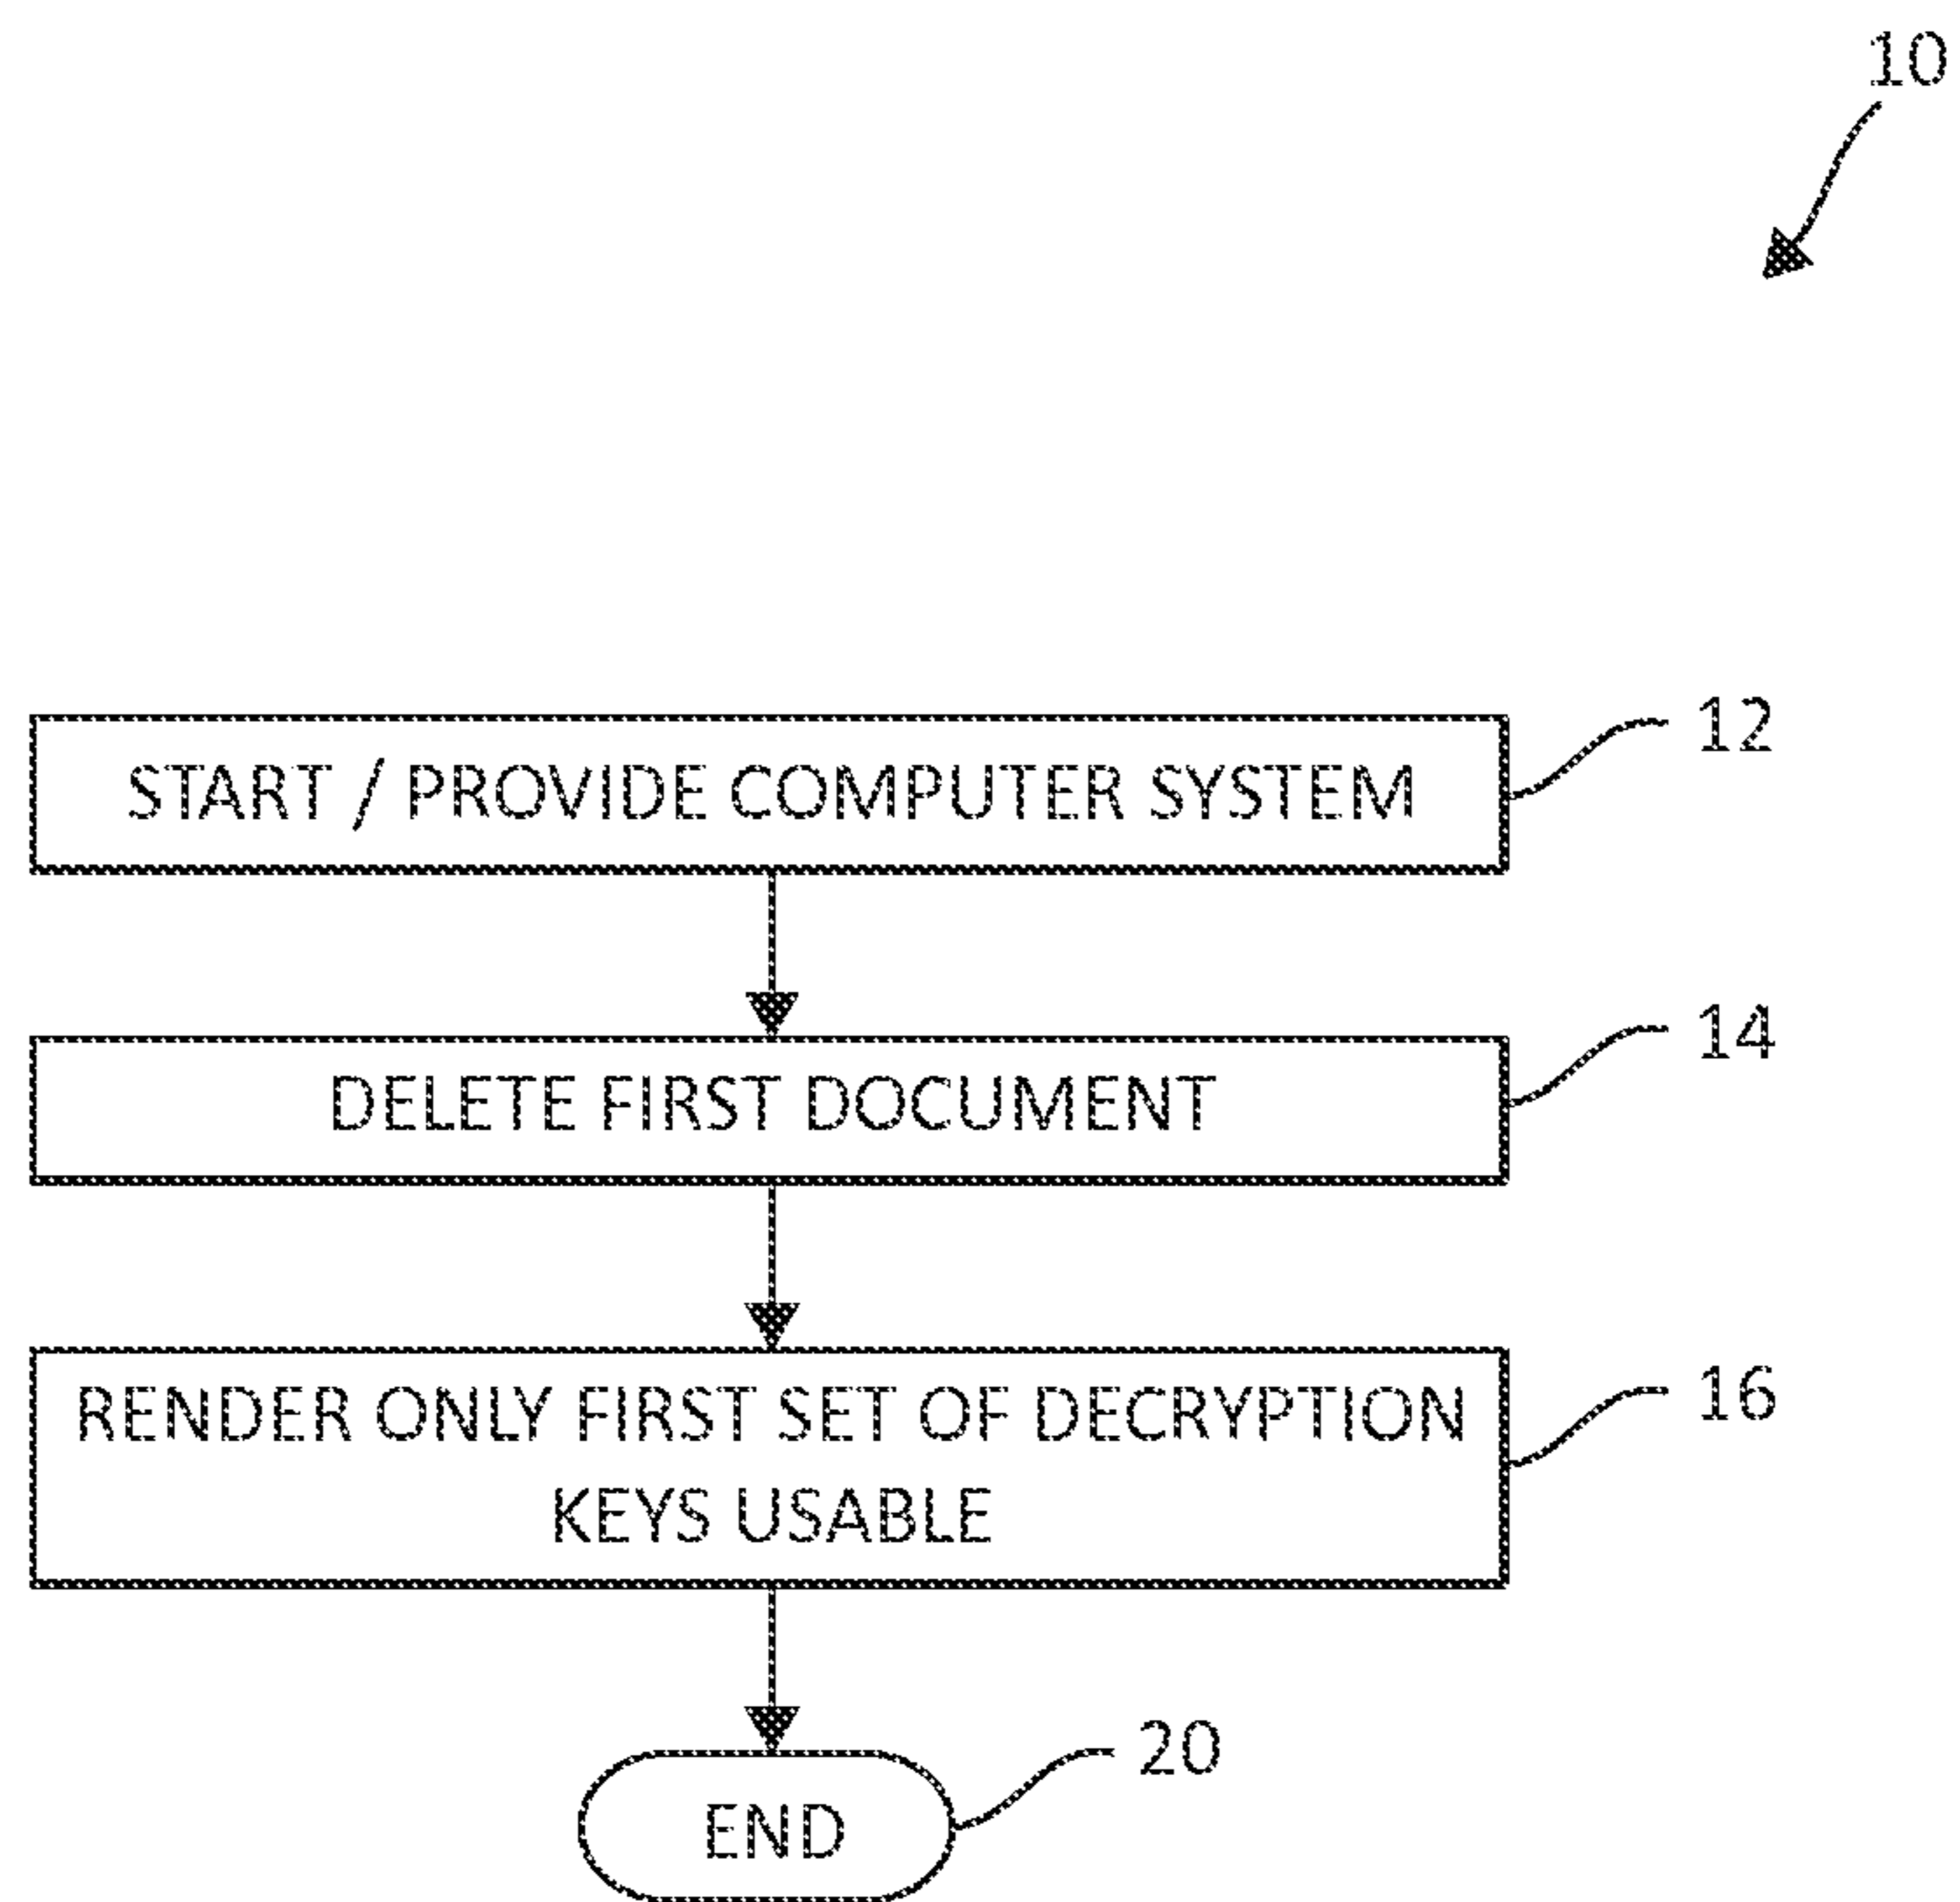 10
START / PROVIDE COMPUTER SYSTEM
12
DELETE FIRST DOCUMENT
14
RENDER ONLY FIRST SET OF DECRYPTION
KEYS USABLE
16
END
20